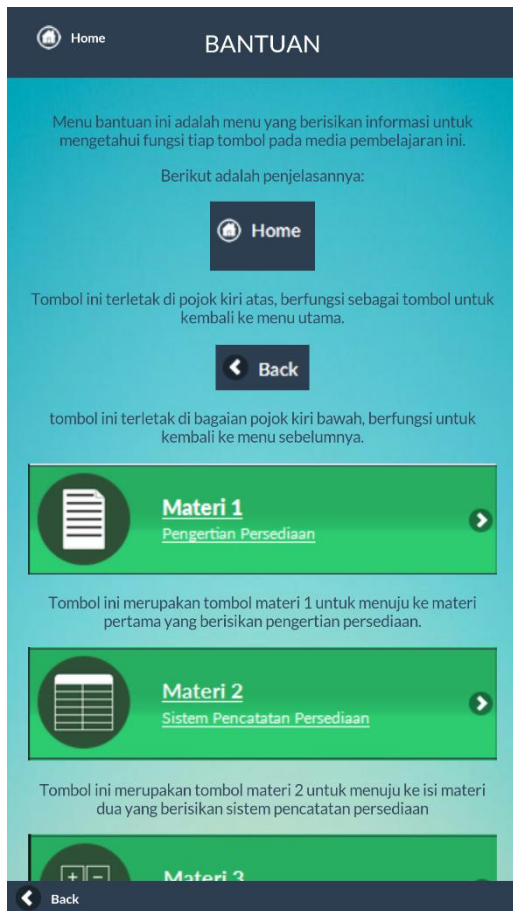 Home
BANTUAN
Menu bantuan ini adalah menu yang berisikan informasi untuk
mengetahui fungsi tiap tombol pada media pembelajaran ini.
Berikut adalah penjelasannya:
Home
Tombol ini terletak di pojok kiri atas, berfungsi sebagai tombol untuk
kembali ke menu utama.
Back
tombol ini terletak di bagaian pojok kiri bawah, berfungsi untuk
kembali ke menu sebelumnya.
Materi 1
Pengertian Persediaan
Tombol ini merupakan tombol materi 1 untuk menuju ke materi
pertama yang berisikan pengertian persediaan.
Materi 2
Sistem Pencatatan Persediaan
Tombol ini merupakan tombol materi 2 untuk menuju ke isi materi
dua yang berisikan sistem pencatatan persediaan
Materi 3
Back